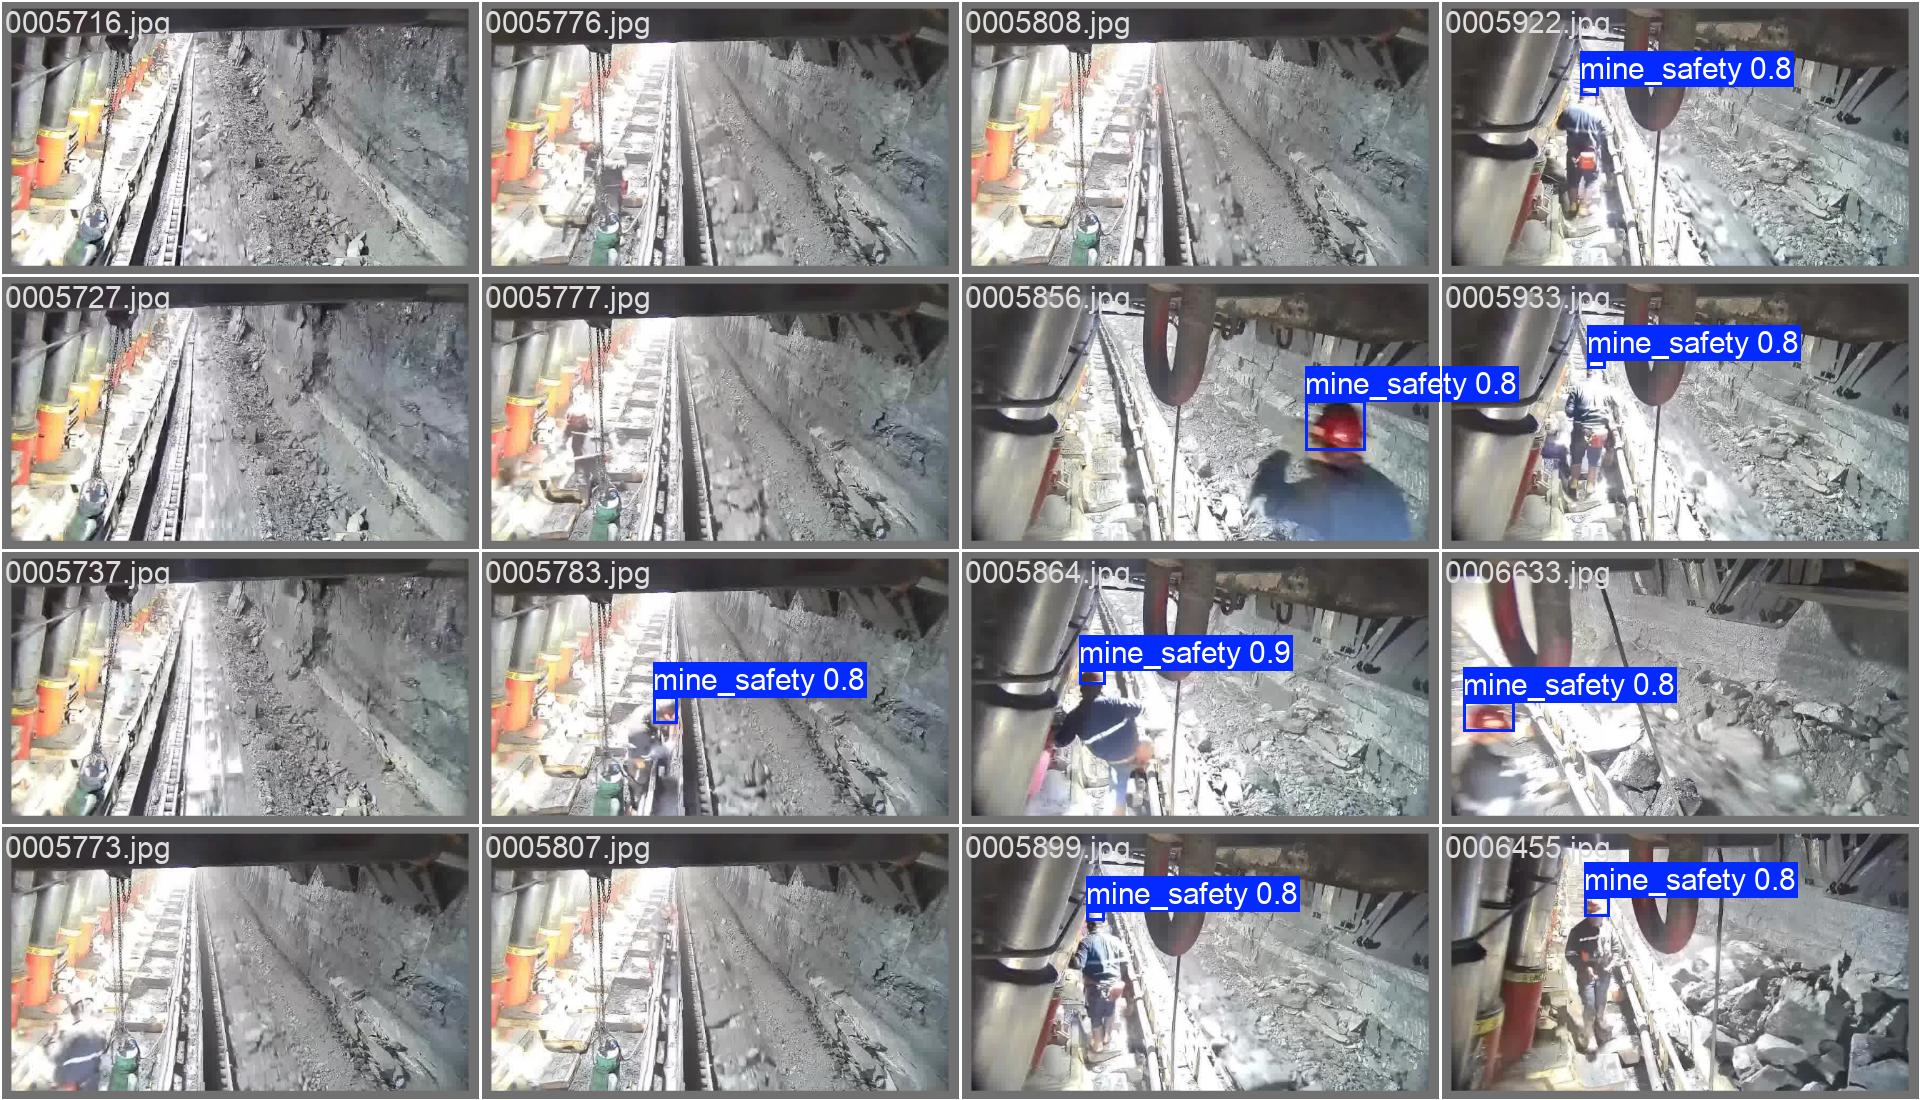 0005716.jpg
0005776.jpg
0005808.jpg
0005922.jpg
mine_safety 0.8
0005727.jpg
0005777.jpg
0005856.jpg
mine_safety 0.8
0005933.jpg
mine_safety 0.8
0005737.jpg
0005783.jpg
mine_safety 0.8
0005864.jpg
mine_safety 0.9
0006633.jpg
mine_safety 0.8
0005773.jpg
0005807.jpg
0005899.jpg
mine_safety 0.8
0006455.jpg
mine_safety 0.8